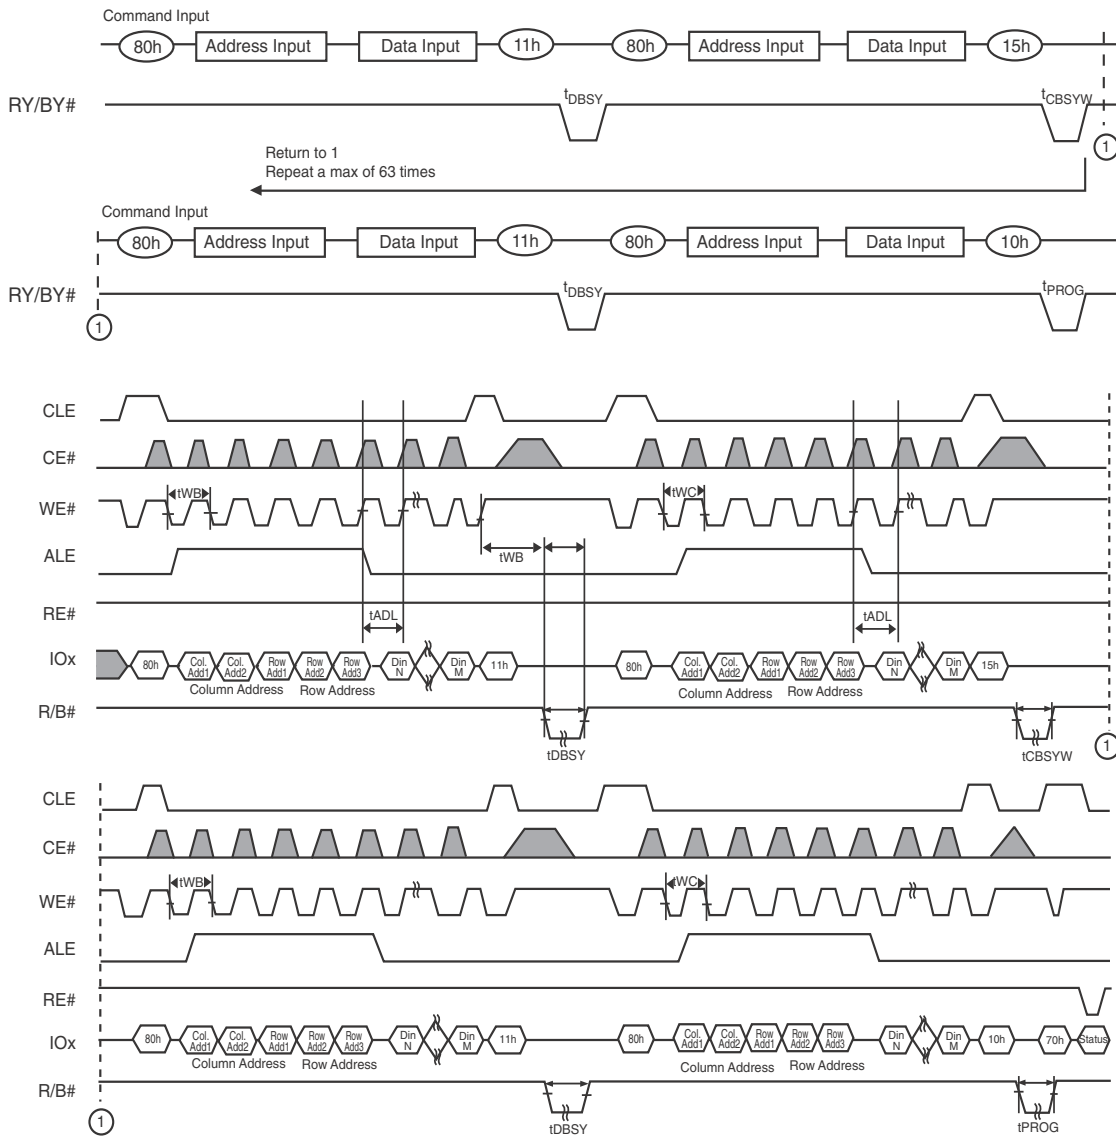 Command Input
80h Address Input Data Input 11h 80h Address Input Data Input 15h
RY/BY# tDBSY tCBSYW
1
Return to 1
Repeat a max of 63 times
Command Input
80h Address Input Data Input 11h 80h Address Input Data Input 10h
RY/BY# tDBSY tPROG
1
CLE
CE#
WE# tWB tWC
ALE tWB
RE# tADL tADL
IOx 80h Col. Add1 Col. Add2 Row Add1 Row Add2 Row Add3 Din N Din M 11h 80h Col. Add1 Col. Add2 Row Add1 Row Add2 Row Add3 Din N Din M 15h
Column Address Row Address Column Address Row Address
R/B#
tDBSY tCBSYW
1
CLE
CE#
WE# tWB tWC
ALE
RE#
IOx 80h Col. Add1 Col. Add2 Row Add1 Row Add2 Row Add3 Din N Din M 11h 80h Col. Add1 Col. Add2 Row Add1 Row Add2 Row Add3 Din N Din M 10h 70h Status
Column Address Row Address Column Address Row Address
R/B#
1
tDBSY tPROG